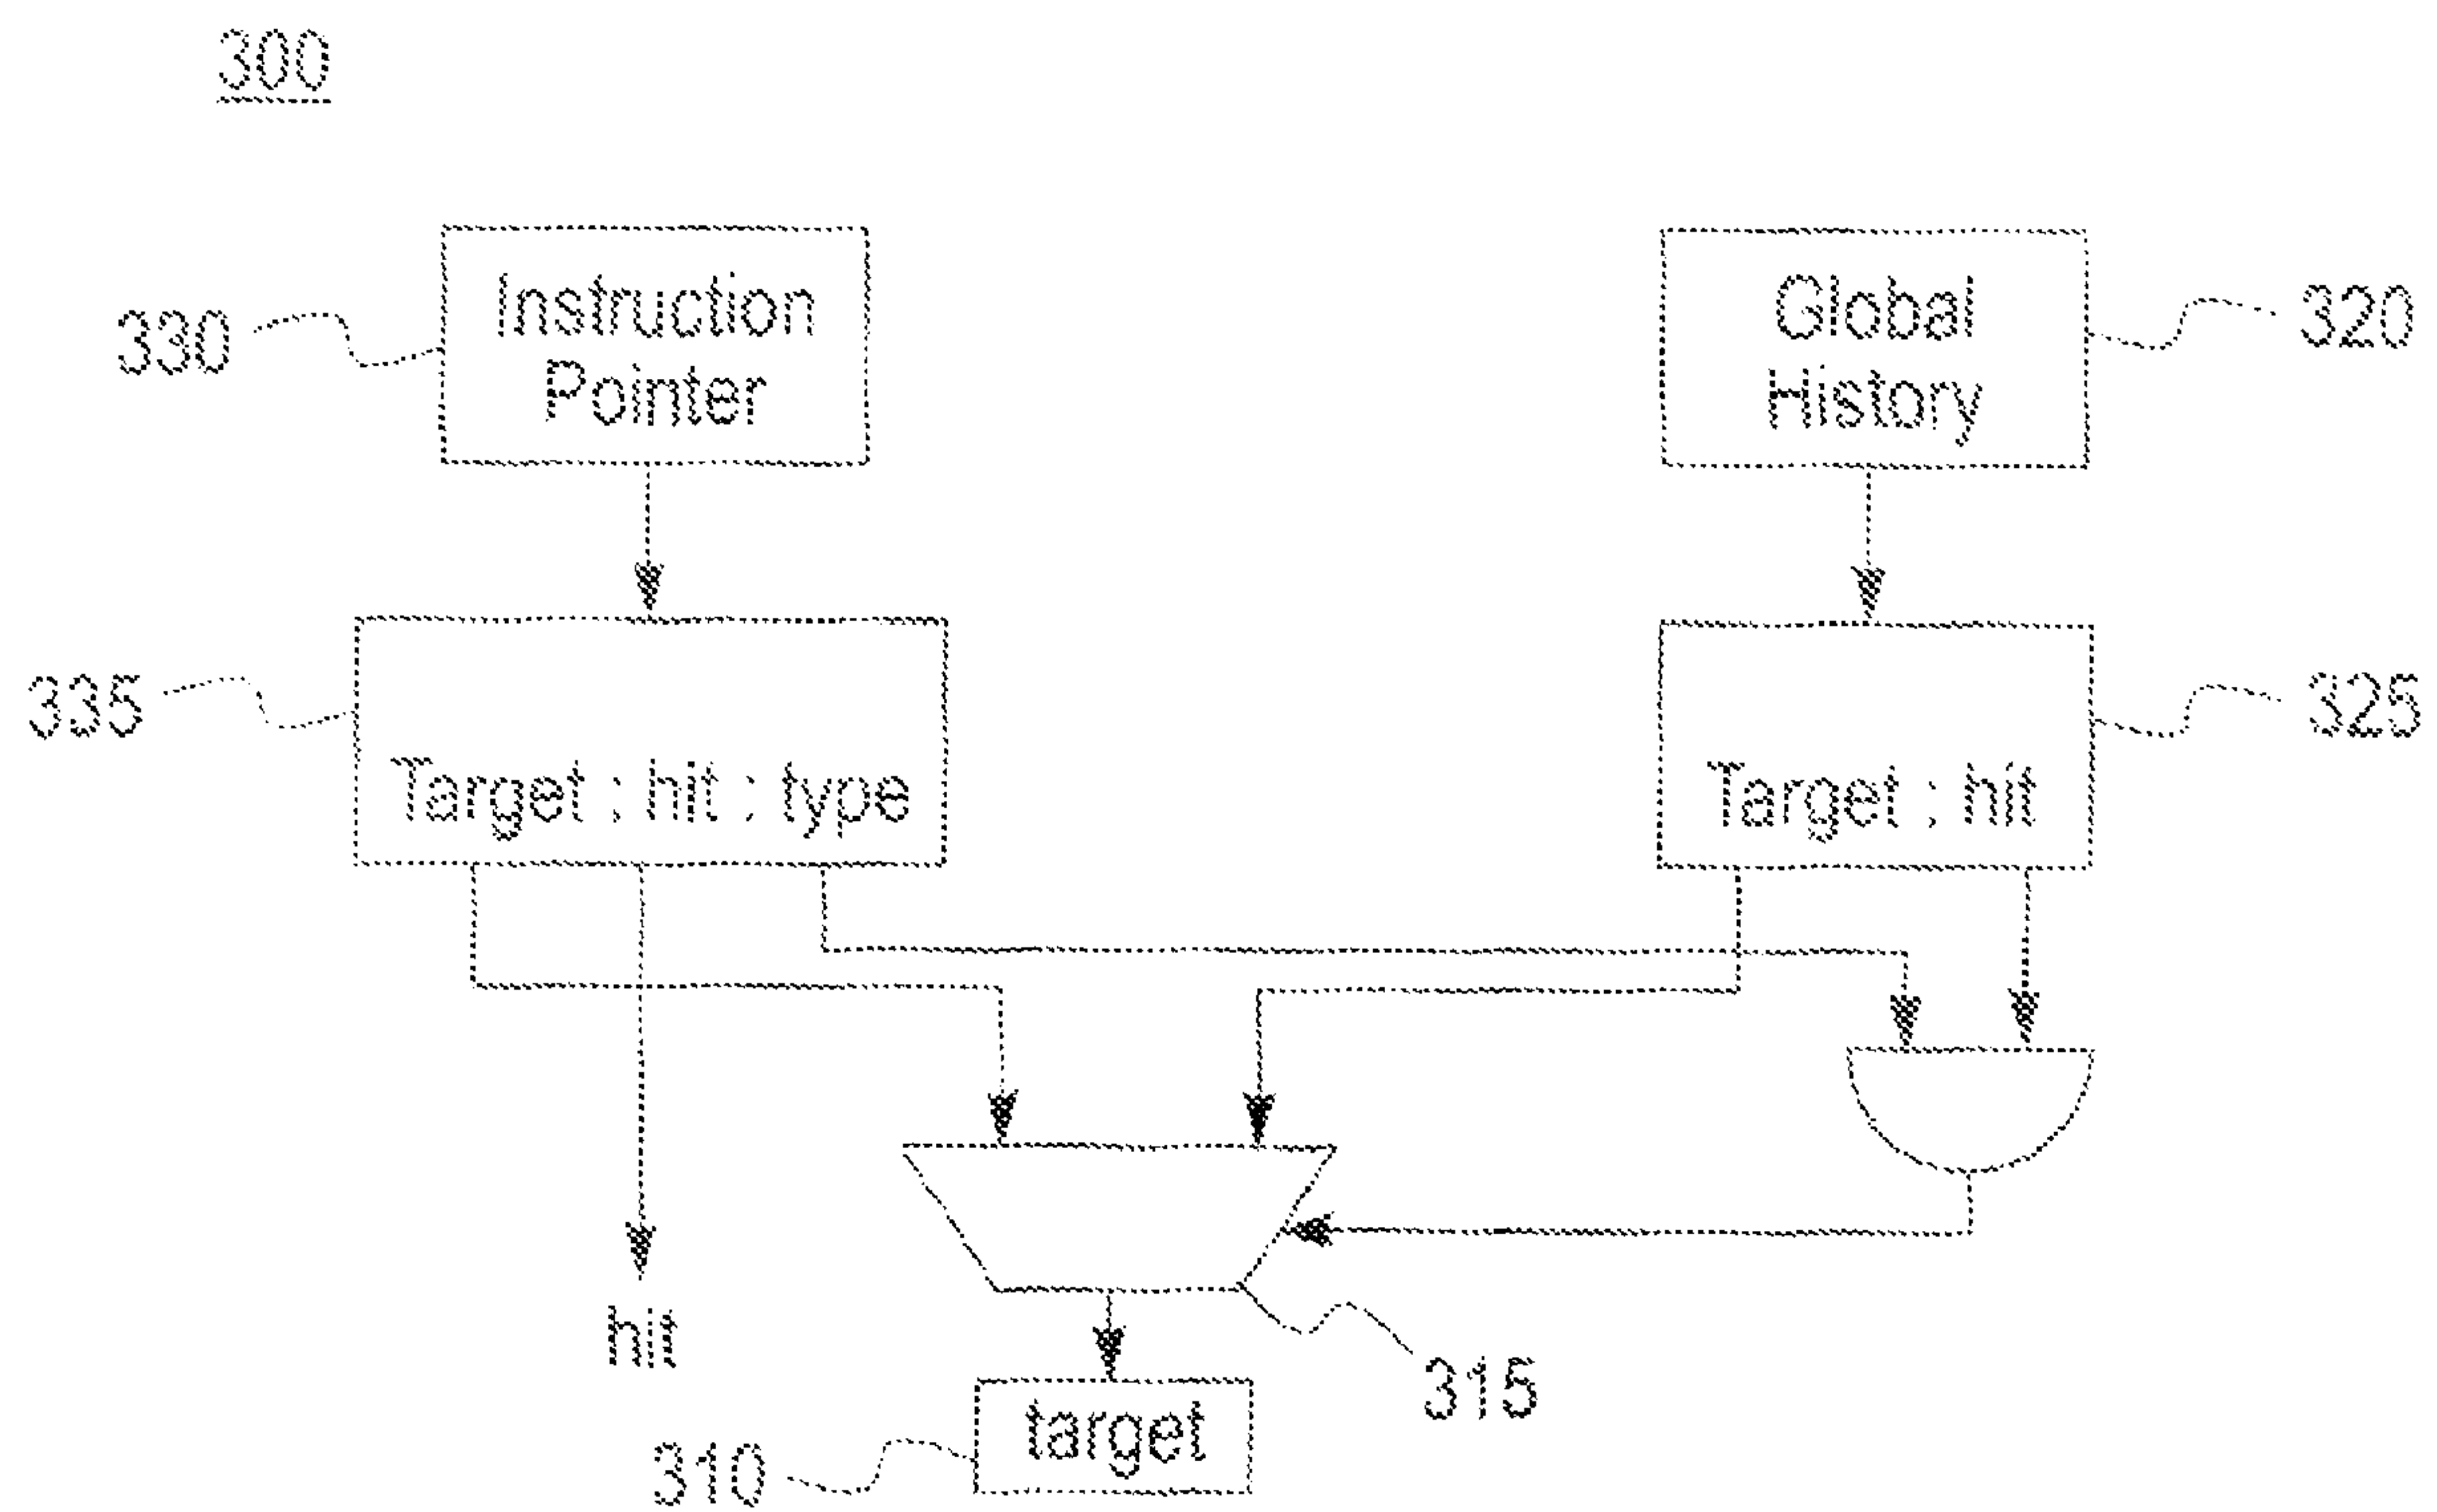 300
Instruction
Pointer
330
Global
History
320
335
Target : hit : type
Target : hit
325
hit
315
target
310